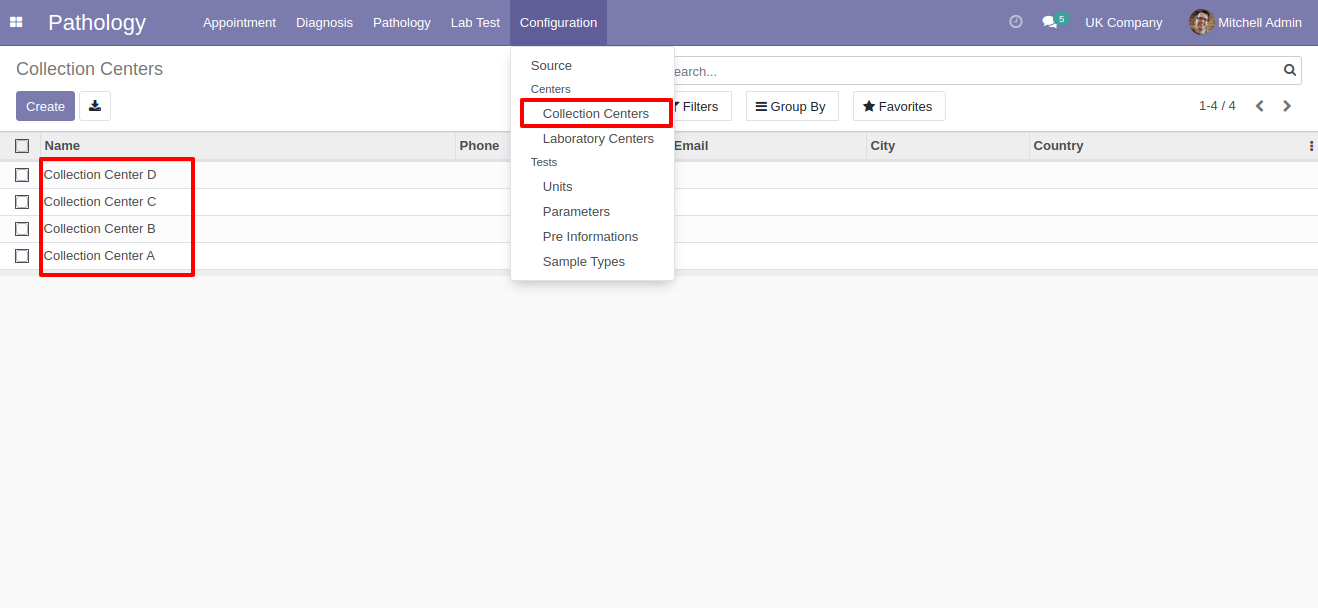 Pathology Appointment Diagnosis Pathology Lab Test Configuration 5 UK Company Mitchell Admin
Collection Centers
Source
Centers
Collection Centers
Laboratory Centers
Tests
Units
Parameters
Pre Informations
Sample Types
earch...
Create
Filters Group By Favorites 1-4 / 4
Name Phone Email City Country
Collection Center D
Collection Center C
Collection Center B
Collection Center A